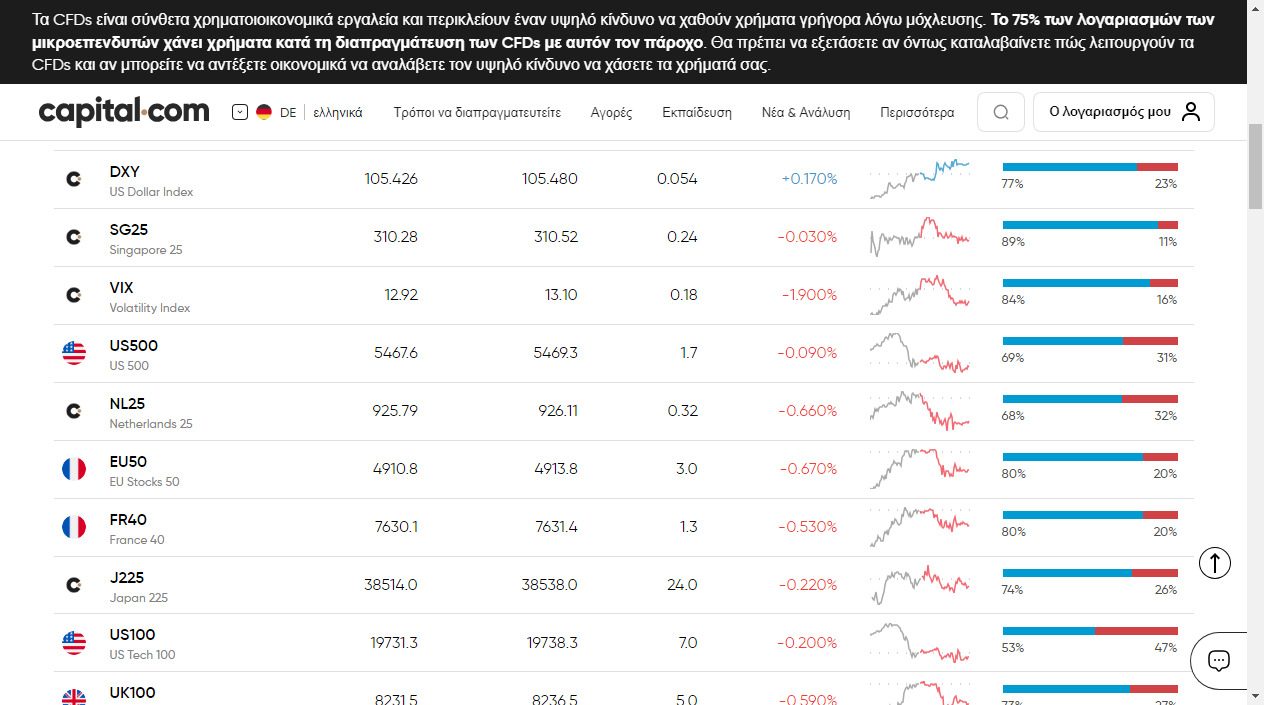 Τα CFDs είναι σύνθετα χρηματοιοικονομικά εργαλεία και περικλείουν έναν υψηλό κίνδυνο να χαθούν χρήματα γρήγορα λόγω μόχλευσης. Το 75% των λογαριασμών των
μικροεπενδυτών χάνει χρήματα κατά τη διαπραγμάτευση των CFDs με αυτόν τον πάροχο. Θα πρέπει να εξετάσετε αν όντως καταλαβαίνετε πώς λειτουργούν τα
CFDs και αν μπορείτε να αντέξετε οικονομικά να αναλάβετε τον υψηλό κίνδυνο να χάσετε τα χρήματά σας.
capital.com DE ελληνικά Τρόποι να διαπραγματευτείτε Αγορές Εκπαίδευση Νέα & Ανάλυση Περισσότερα Ο λογαριασμός μου
DXY 105.426 105.480 0.054 +0.170%
US Dollar Index 77% 23%
SG25 310.28 310.52 0.24 -0.030%
Singapore 25 89% 11%
VIX 12.92 13.10 0.18 -1.900%
Volatility Index 84% 16%
US500 5467.6 5469.3 1.7 -0.090%
US 500 69% 31%
NL25 925.79 926.11 0.32 -0.660%
Netherlands 25 68% 32%
EU50 4910.8 4913.8 3.0 -0.670%
EU Stocks 50 80% 20%
FR40 7630.1 7631.4 1.3 -0.530%
France 40 80% 20%
J225 38514.0 38538.0 24.0 -0.220%
Japan 225 74% 26%
US100 19731.3 19738.3 7.0 -0.200%
US Tech 100 53% 47%
UK100 8231.5 8236.5 5.0 -0.590%
73% 27%